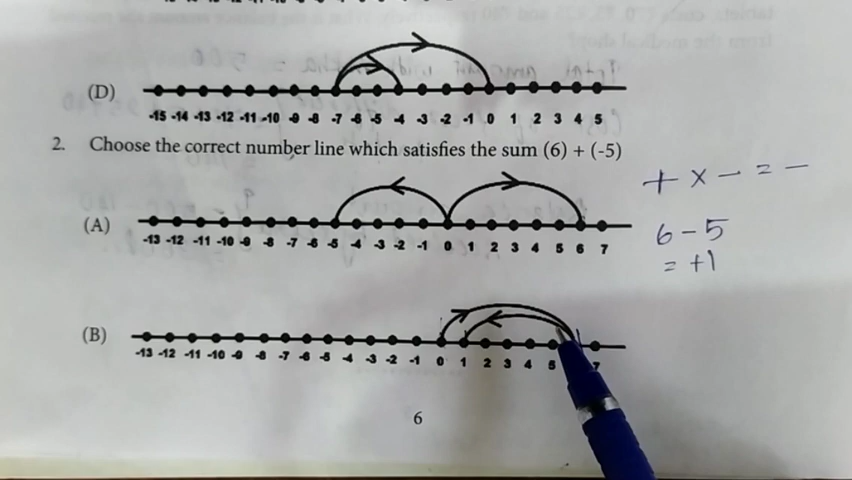 (D)
-15 -14 -13 -12 -11 -10 -9 -8 -7 -6 -5 -4 -3 -2 -1 0 1 2 3 4 5
2. Choose the correct number line which satisfies the sum (6) + (-5)
+ × - = -
(A)
-13 -12 -11 -10 -9 -8 -7 -6 -5 -4 -3 -2 -1 0 1 2 3 4 5 6 7
6 - 5
= +1
(B)
-13 -12 -11 -10 -9 -8 -7 -6 -5 -4 -3 -2 -1 0 1 2 3 4 5 7
6